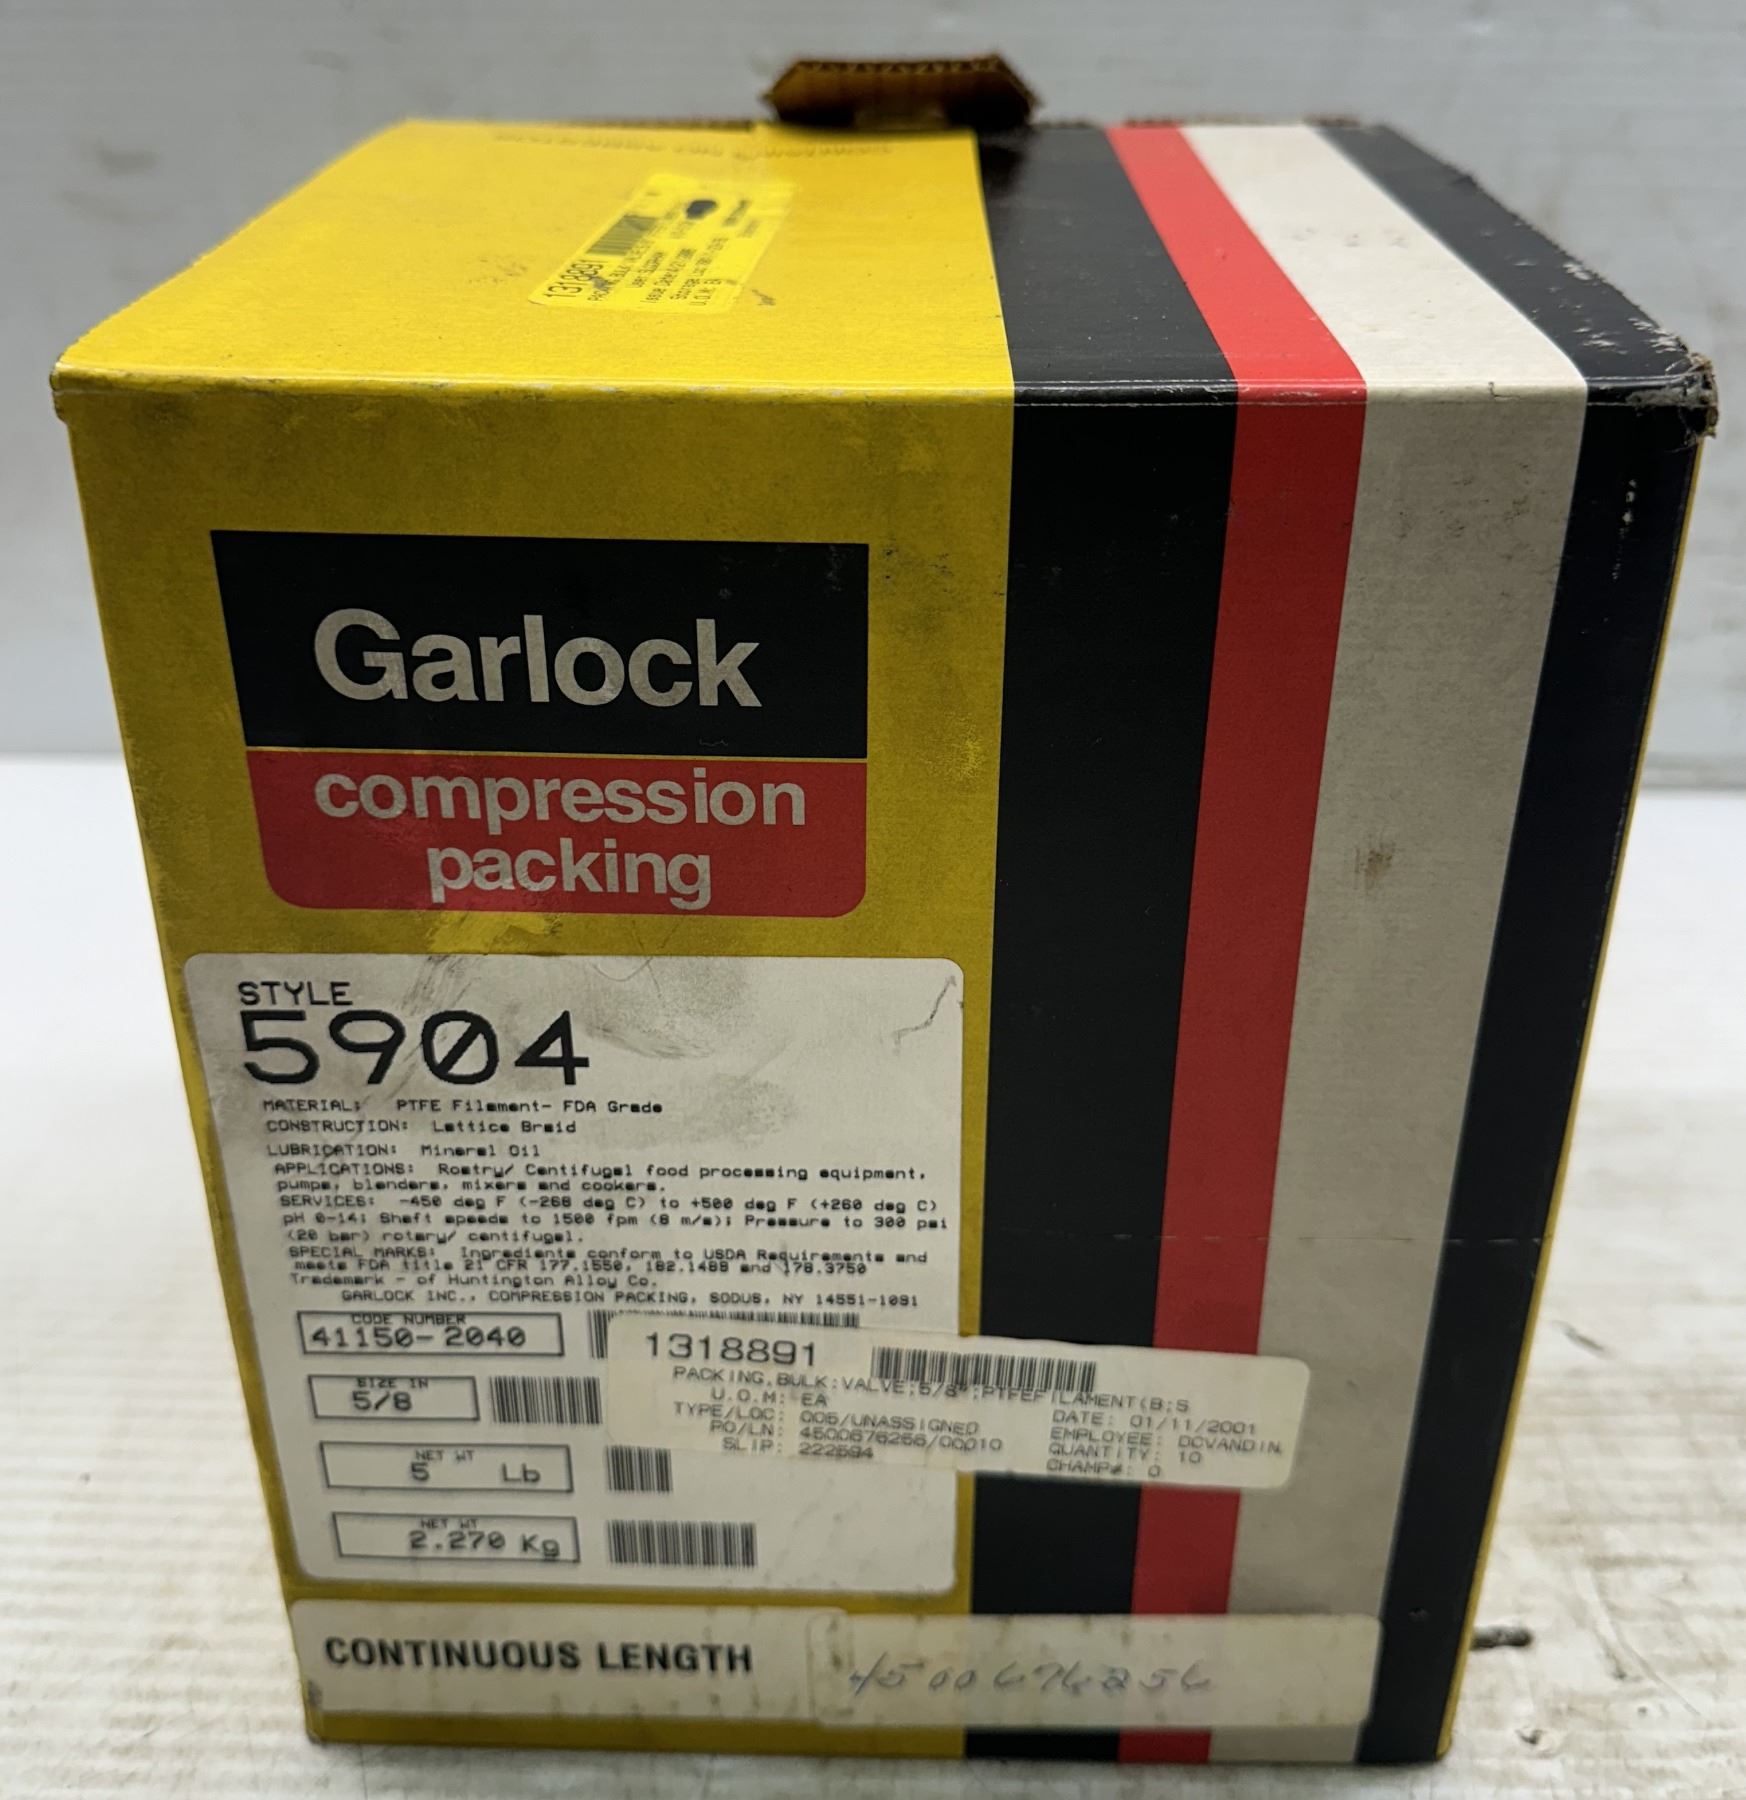 1318891
U.O.M: EA
Garlock
compression
packing
STYLE
5904
MATERIAL: PTFE Filament- FDA Grade
CONSTRUCTION: Lattice Braid
LUBRICATION: Mineral Oil
APPLICATIONS: Roatry/ Centifugal food processing equipment,
pumps, blenders, mixers and cookers.
SERVICES: -450 deg F (-268 deg C) to +500 deg F (+260 deg C)
pH 0-14; Shaft speeds to 1500 fpm (8 m/s); Pressure to 300 psi
(20 bar) rotary/ centifugal.
SPECIAL MARKS: Ingredients conform to USDA Requirements and
meets FDA title 21 CFR 177.1550, 182.1488 and 178.3750
Trademark - of Huntington Alloy Co.
GARLOCK INC., COMPRESSION PACKING, SODUS, NY 14551-1081
CODE NUMBER
41150-2040
SIZE IN
5/8
NET WT
5 Lb
NET WT
2.270 Kg
1318891
PACKING,BULK:VALVE;5/8";PTFEFILAMENT(B;S
U.O.M: EA
TYPE/LOC: 005/UNASSIGNED
PO/LN: 4500676256/00010
SLIP: 222594
DATE: 01/11/2001
EMPLOYEE: DCVANDIN
QUANTITY: 10
CHAMP#: 0
CONTINUOUS LENGTH
4500676256